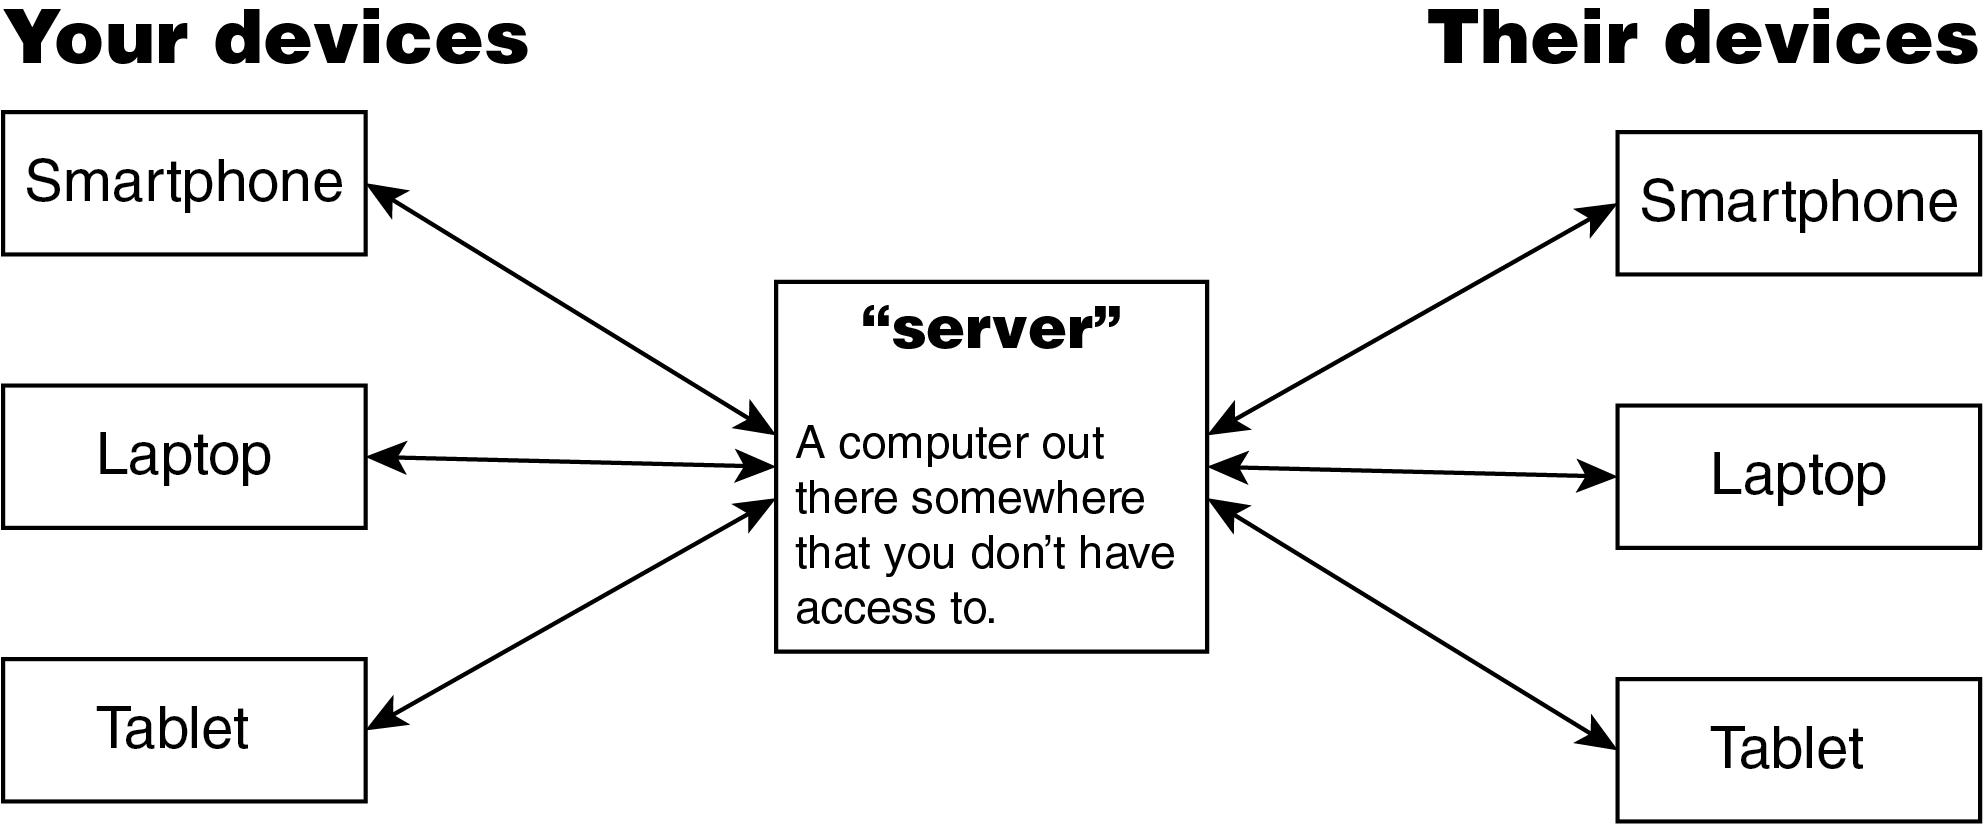 Your devices
Their devices
Smartphone
Laptop
Tablet
“server”
A computer out
there somewhere
that you don’t have
access to.
Smartphone
Laptop
Tablet